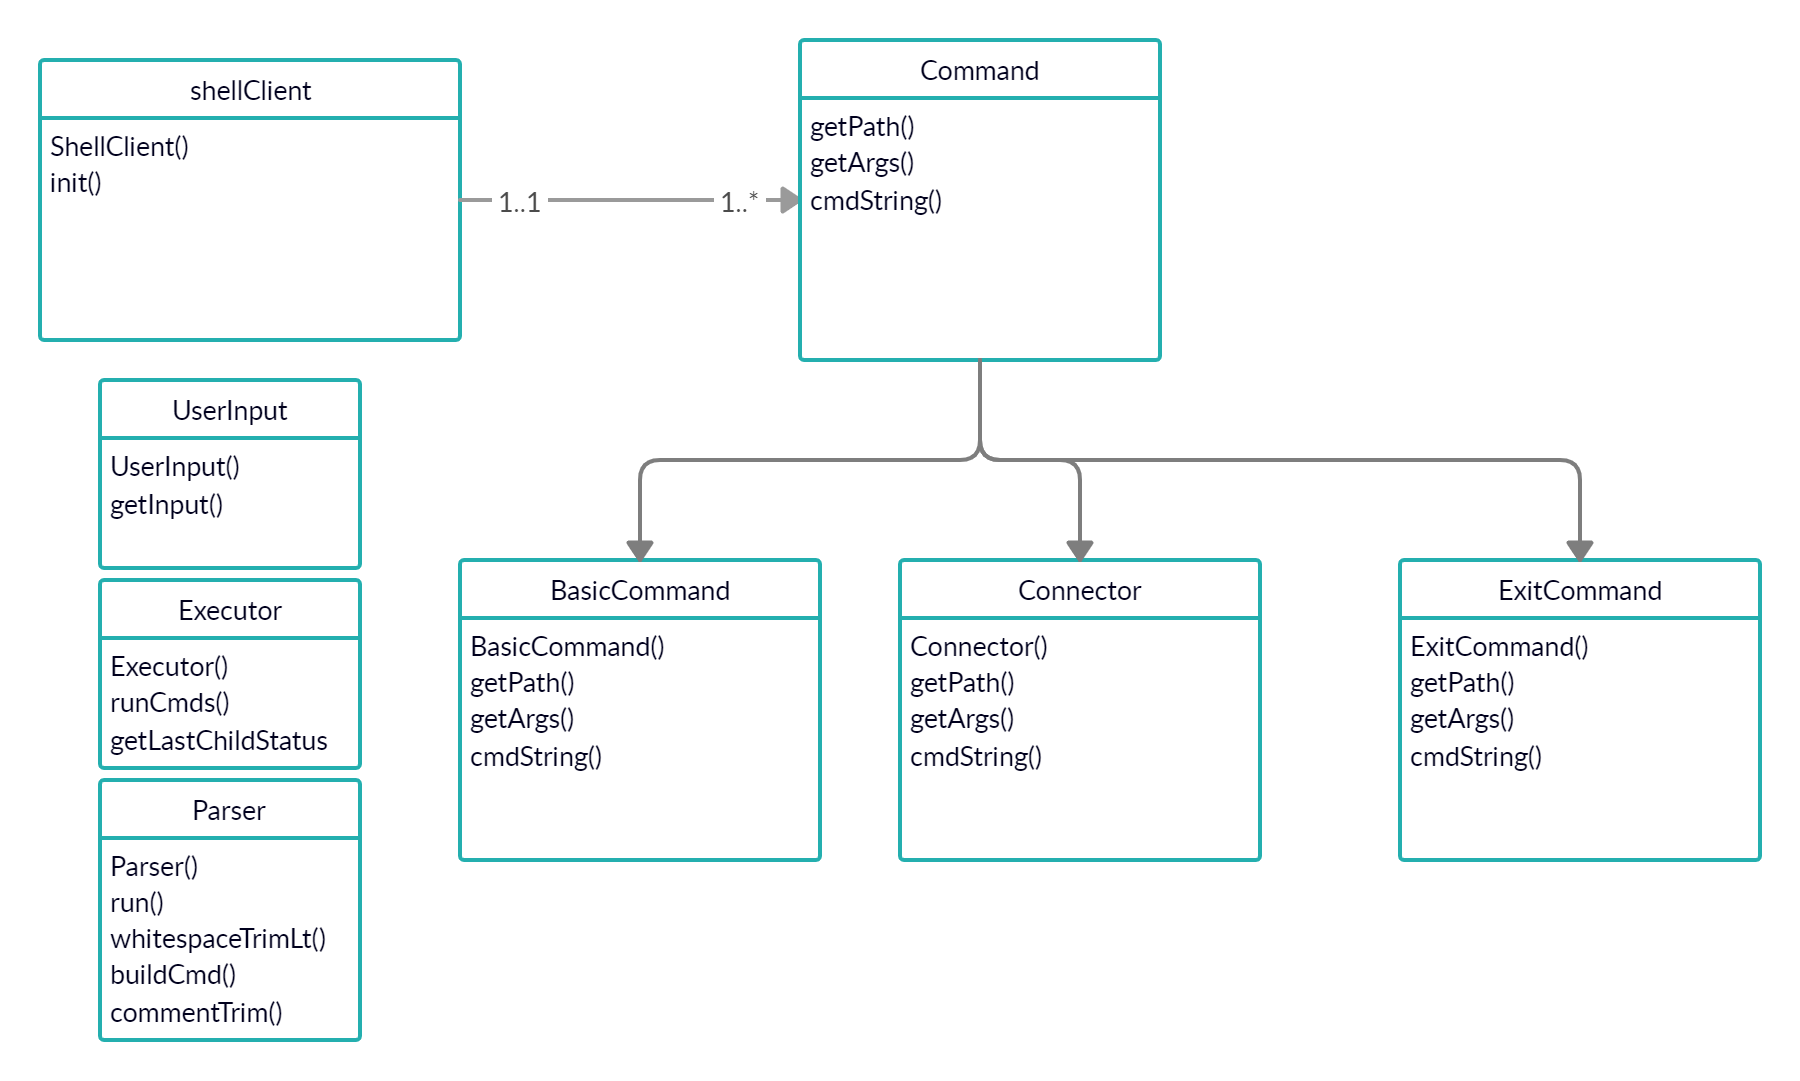 shellClient
ShellClient()
init()
1..1
1..*
Command
getPath()
getArgs()
cmdString()
UserInput
UserInput()
getInput()
Executor
Executor()
runCmds()
getLastChildStatus
Parser
Parser()
run()
whitespaceTrimLt()
buildCmd()
commentTrim()
BasicCommand
BasicCommand()
getPath()
getArgs()
cmdString()
Connector
Connector()
getPath()
getArgs()
cmdString()
ExitCommand
ExitCommand()
getPath()
getArgs()
cmdString()